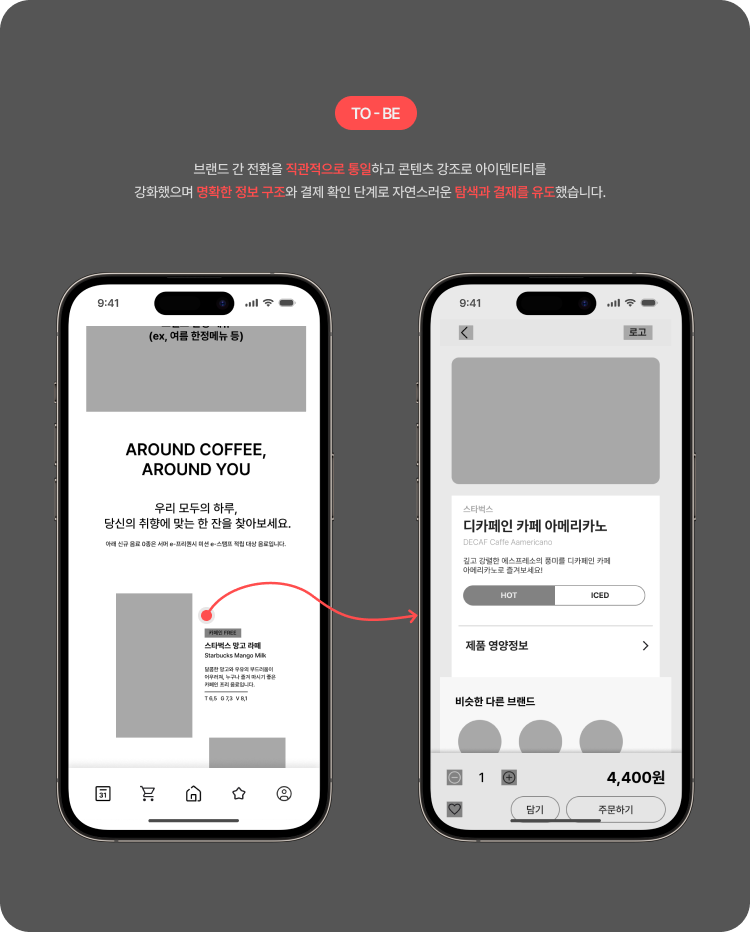 TO - BE
브랜드 간 전환을 직관적으로 통일하고 콘텐츠 강조로 아이덴티티를
강화했으며 명확한 정보 구조와 결제 확인 단계로 자연스러운 탐색과 결제를 유도했습니다.
9:41
(ex, 여름 한정메뉴 등)
AROUND COFFEE,
AROUND YOU
우리 모두의 하루,
당신의 취향에 맞는 한 잔을 찾아보세요.
아래 신규 음료 0종은 서머 e-프리퀀시 미션 e-스탬프 적립 대상 음료입니다.
카페인 FREE
스타벅스 망고 라떼
Starbucks Mango Milk
달콤한 망고와 우유의 부드러움이
어우러져, 누구나 즐겨 마시기 좋은
카페인 프리 음료입니다.
T 6,5 G 7,3 V 8,1
31
9:41
로고
스타벅스
디카페인 카페 아메리카노
DECAF Caffe Aamericano
깊고 강렬한 에스프레소의 풍미를 디카페인 카페
아메리카노로 즐겨보세요!
HOT
ICED
제품 영양정보
비슷한 다른 브랜드
1
4,400원
담기
주문하기